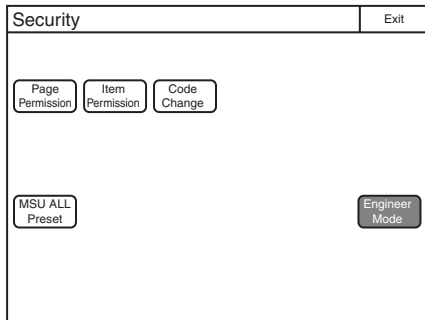 Security
Exit
Page
Permission
Item
Permission
Code
Change
MSU ALL
Preset
Engineer
Mode